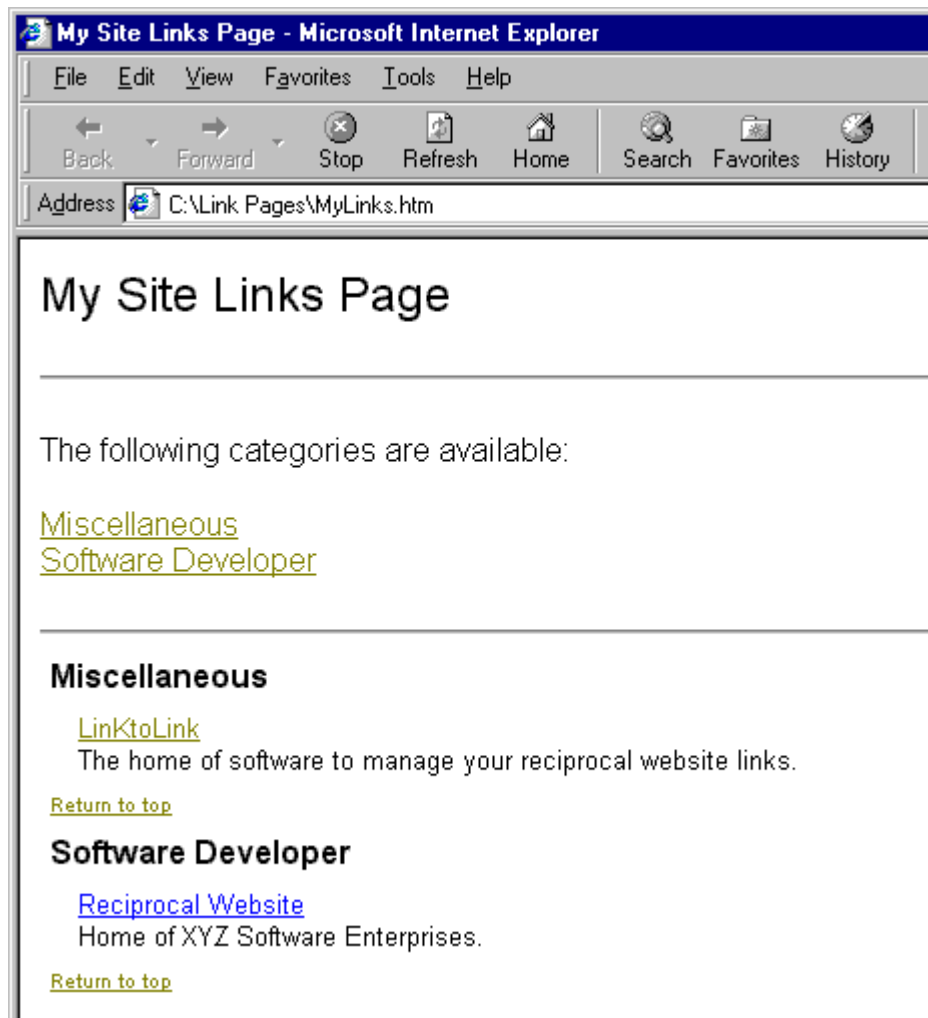 My Site Links Page - Microsoft Internet Explorer
File Edit View Favorites Tools Help
Back Forward Stop Refresh Home Search Favorites History
Address C:\Link Pages\MyLinks.htm
My Site Links Page
The following categories are available:
Miscellaneous
Software Developer
Miscellaneous
LinKtoLink
The home of software to manage your reciprocal website links.
Return to top
Software Developer
Reciprocal Website
Home of XYZ Software Enterprises.
Return to top